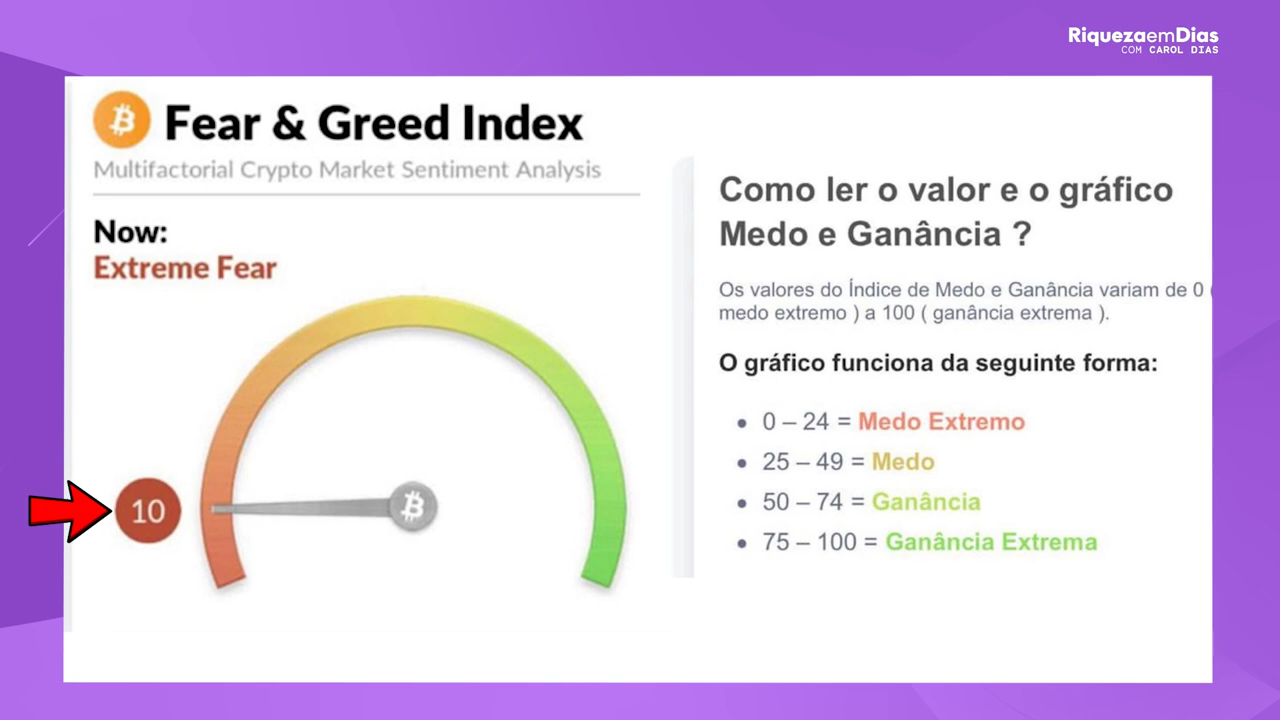 RiquezaemDias
COM CAROL DIAS
Fear & Greed Index
Multifactorial Crypto Market Sentiment Analysis
Now:
Extreme Fear
10
Como ler o valor e o gráfico
Medo e Ganância ?
Os valores do Índice de Medo e Ganância variam de 0 (
medo extremo ) a 100 ( ganância extrema ).
O gráfico funciona da seguinte forma:
• 0 – 24 = Medo Extremo
• 25 – 49 = Medo
• 50 – 74 = Ganância
• 75 – 100 = Ganância Extrema